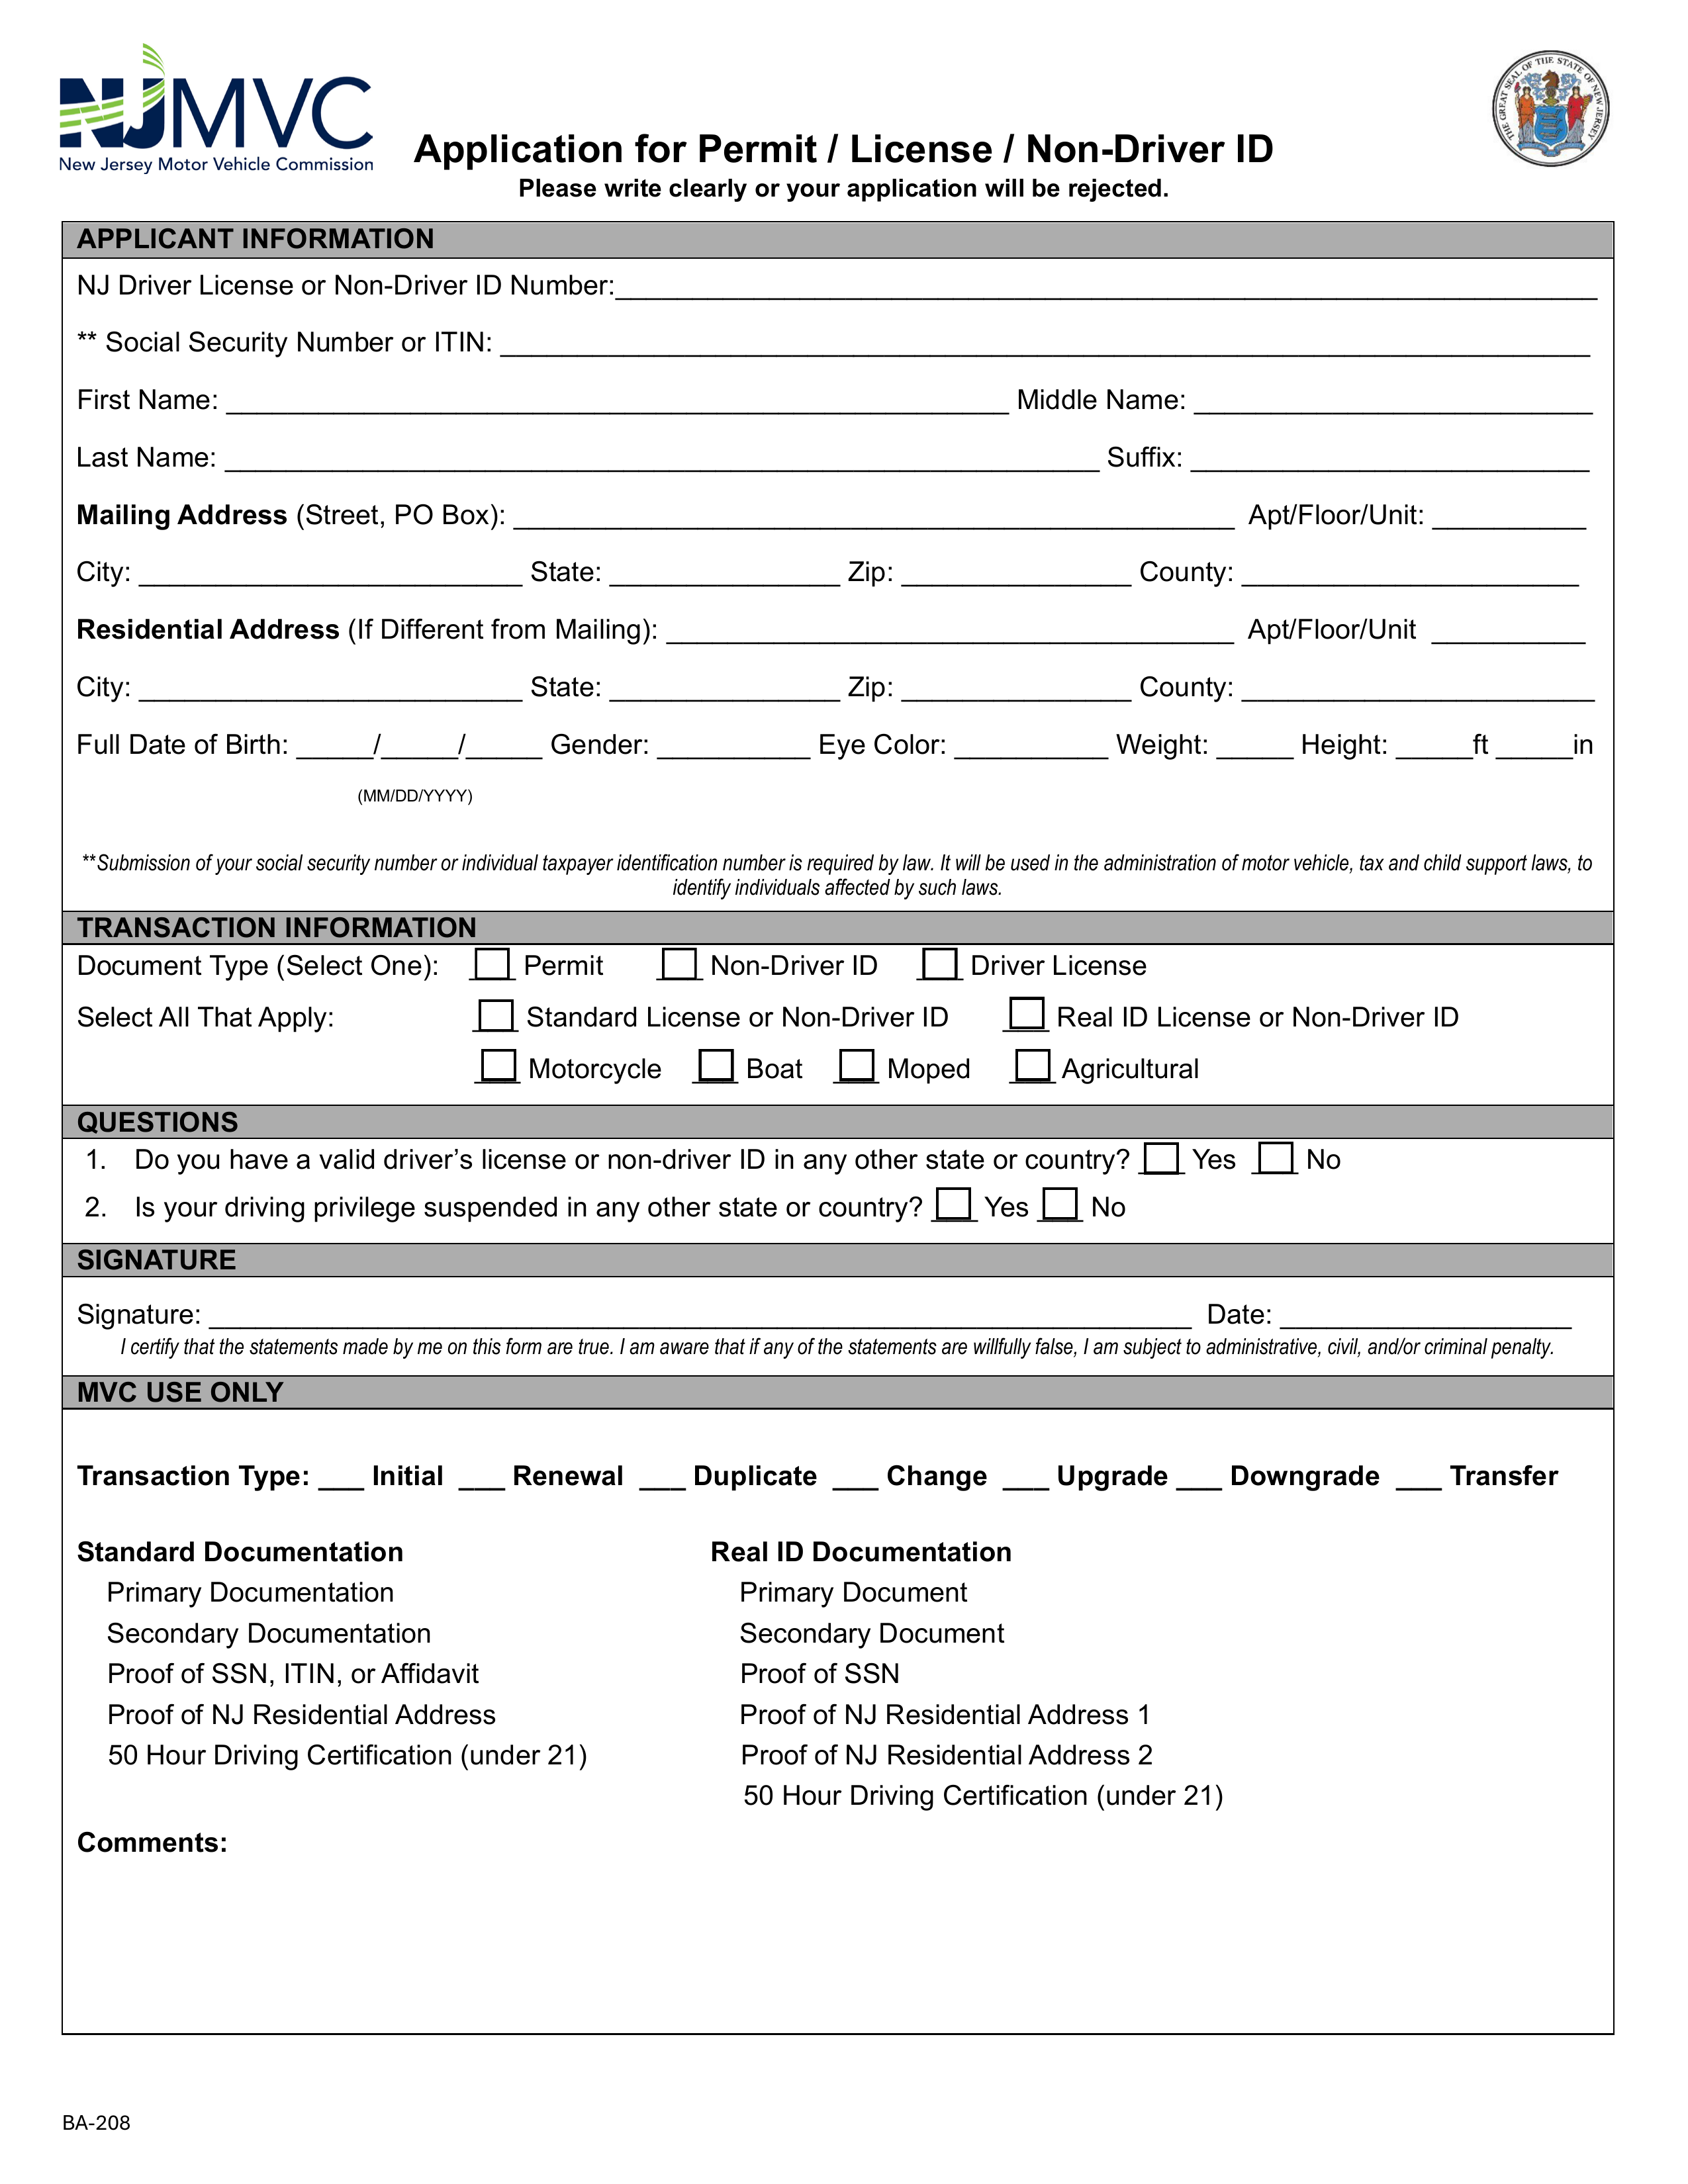 NJMVC
New Jersey Motor Vehicle Commission
THE GREAT SEAL OF THE STATE OF NEW JERSEY
Application for Permit / License / Non-Driver ID
Please write clearly or your application will be rejected.
APPLICANT INFORMATION
NJ Driver License or Non-Driver ID Number:
** Social Security Number or ITIN:
First Name: Middle Name:
Last Name: Suffix:
Mailing Address (Street, PO Box): Apt/Floor/Unit:
City: State: Zip: County:
Residential Address (If Different from Mailing): Apt/Floor/Unit
City: State: Zip: County:
Full Date of Birth: / / Gender: Eye Color: Weight: Height: ft in
(MM/DD/YYYY)
**Submission of your social security number or individual taxpayer identification number is required by law. It will be used in the administration of motor vehicle, tax and child support laws, to
identify individuals affected by such laws.
TRANSACTION INFORMATION
Document Type (Select One): Permit Non-Driver ID Driver License
Select All That Apply: Standard License or Non-Driver ID Real ID License or Non-Driver ID
Motorcycle Boat Moped Agricultural
QUESTIONS
1. Do you have a valid driver’s license or non-driver ID in any other state or country? Yes No
2. Is your driving privilege suspended in any other state or country? Yes No
SIGNATURE
Signature: Date:
I certify that the statements made by me on this form are true. I am aware that if any of the statements are willfully false, I am subject to administrative, civil, and/or criminal penalty.
MVC USE ONLY
Transaction Type: ___ Initial ___ Renewal ___ Duplicate ___ Change ___ Upgrade ___ Downgrade ___ Transfer
Standard Documentation Real ID Documentation
Primary Documentation Primary Document
Secondary Documentation Secondary Document
Proof of SSN, ITIN, or Affidavit Proof of SSN
Proof of NJ Residential Address Proof of NJ Residential Address 1
50 Hour Driving Certification (under 21) Proof of NJ Residential Address 2
50 Hour Driving Certification (under 21)
Comments:
BA-208